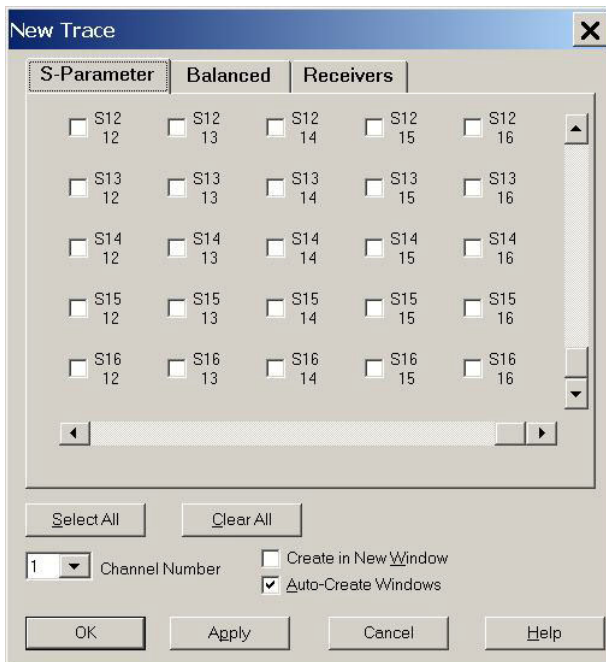 New Trace
S-Parameter Balanced Receivers
S12 S12 S12 S12 S12
12 13 14 15 16
S13 S13 S13 S13 S13
12 13 14 15 16
S14 S14 S14 S14 S14
12 13 14 15 16
S15 S15 S15 S15 S15
12 13 14 15 16
S16 S16 S16 S16 S16
12 13 14 15 16
Select All Clear All
1 Channel Number
Create in New Window
Auto-Create Windows
OK Apply Cancel Help